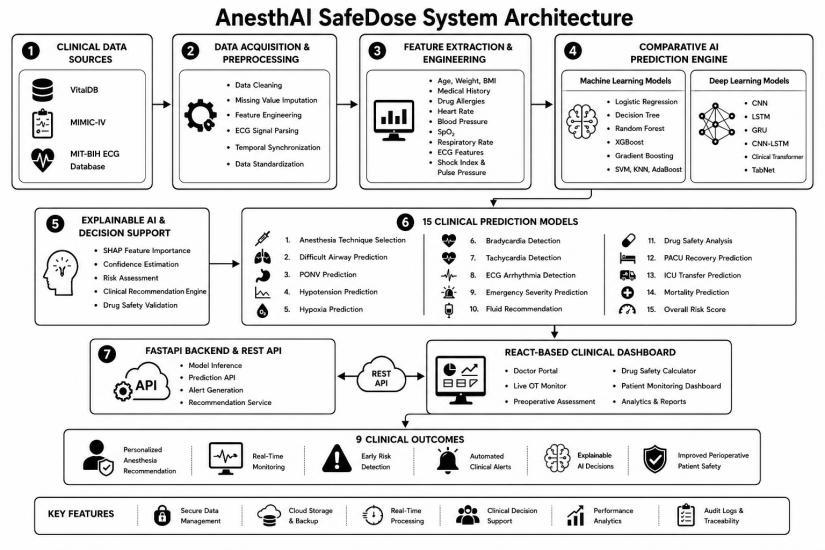 AnesthAI SafeDose System Architecture
1
CLINICAL DATA
SOURCES
VitalDB
MIMIC-IV
MIT-BIH ECG
Database
2
DATA ACQUISITION &
PREPROCESSING
• Data Cleaning
• Missing Value Imputation
• Feature Engineering
• ECG Signal Parsing
• Temporal Synchronization
• Data Standardization
3
FEATURE EXTRACTION &
ENGINEERING
• Age, Weight, BMI
• Medical History
• Drug Allergies
• Heart Rate
• Blood Pressure
• SpO₂
• Respiratory Rate
• ECG Features
• Shock Index &
Pulse Pressure
4
COMPARATIVE AI
PREDICTION ENGINE
Machine Learning Models
• Logistic Regression
• Decision Tree
• Random Forest
• XGBoost
• Gradient Boosting
• SVM, KNN, AdaBoost
Deep Learning Models
• CNN
• LSTM
• GRU
• CNN-LSTM
• Clinical Transformer
• TabNet
5
EXPLAINABLE AI &
DECISION SUPPORT
• SHAP Feature Importance
• Confidence Estimation
• Risk Assessment
• Clinical Recommendation Engine
• Drug Safety Validation
6
15 CLINICAL PREDICTION MODELS
1. Anesthesia Technique Selection
2. Difficult Airway Prediction
3. PONV Prediction
4. Hypotension Prediction
O₂
5. Hypoxia Prediction
6. Bradycardia Detection
7. Tachycardia Detection
8. ECG Arrhythmia Detection
9. Emergency Severity Prediction
10. Fluid Recommendation
11. Drug Safety Analysis
12. PACU Recovery Prediction
13. ICU Transfer Prediction
14. Mortality Prediction
15. Overall Risk Score
7
FASTAPI BACKEND & REST API
API
• Model Inference
• Prediction API
• Alert Generation
• Recommendation Service
REST
API
REACT-BASED CLINICAL DASHBOARD
• Doctor Portal
• Live OT Monitor
• Preoperative Assessment
• Drug Safety Calculator
• Patient Monitoring Dashboard
• Analytics & Reports
9 CLINICAL OUTCOMES
Personalized
Anesthesia
Recommendation
Real-Time
Monitoring
Early Risk
Detection
Automated
Clinical Alerts
Explainable
AI Decisions
Improved Perioperative
Patient Safety
KEY FEATURES
Secure Data
Management
Cloud Storage
& Backup
Real-Time
Processing
Clinical Decision
Support
Performance
Analytics
Audit Logs &
Traceability